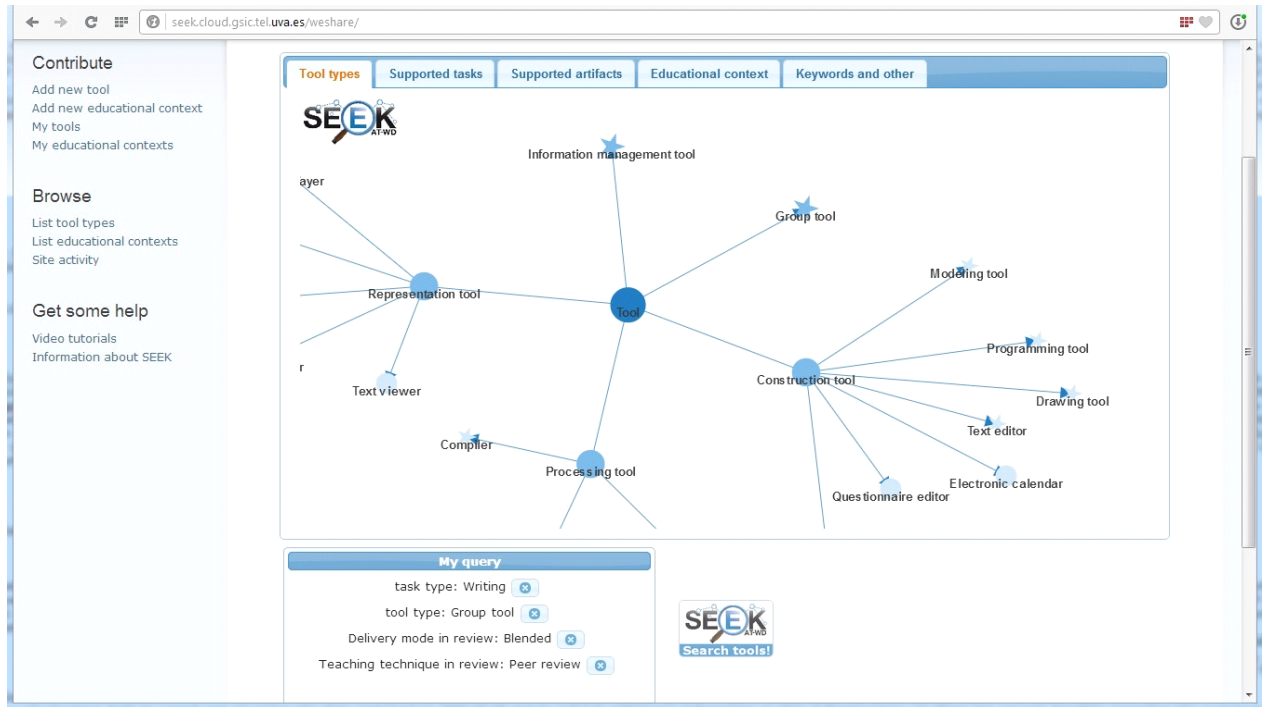 seek.cloud.gsic.tel.uva.es/weshare/
Contribute
Add new tool
Add new educational context
My tools
My educational contexts
Browse
List tool types
List educational contexts
Site activity
Get some help
Video tutorials
Information about SEEK
Tool types
Supported tasks
Supported artifacts
Educational context
Keywords and other
SEEK
AT-WD
Information management tool
ayer
Group tool
Modeling tool
Representation tool
Tool
Programming tool
r
Construction tool
Text viewer
Drawing tool
Text editor
Compiler
Processing tool
Electronic calendar
Questionnaire editor
My query
task type: Writing
tool type: Group tool
Delivery mode in review: Blended
Teaching technique in review: Peer review
SEEK
AT-WD
Search tools!